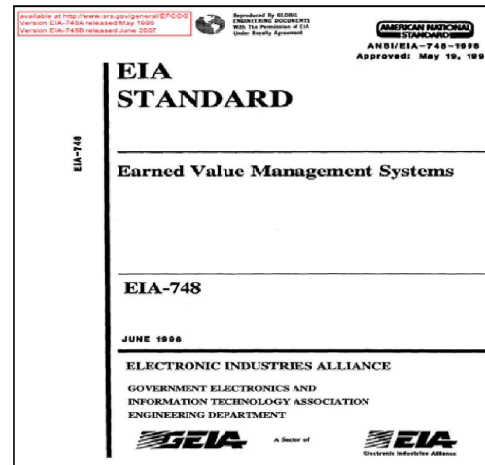 available at http://www.srs.gov/general/EFCOG
Version EIA-748A released May 1998
Version EIA-748B released June 2007
Reproduced By GLOBAL
ENGINEERING DOCUMENTS
With The Permission of EIA
Under Royalty Agreement
AMERICAN NATIONAL
STANDARD
ANSI/EIA-748-1998
Approved: May 19, 199
EIA
STANDARD
EIA-748
Earned Value Management Systems
EIA-748
JUNE 1998
ELECTRONIC INDUSTRIES ALLIANCE
GOVERNMENT ELECTRONICS AND
INFORMATION TECHNOLOGY ASSOCIATION
ENGINEERING DEPARTMENT
GEIA
A Sector of
EIA
Electronic Industries Alliance